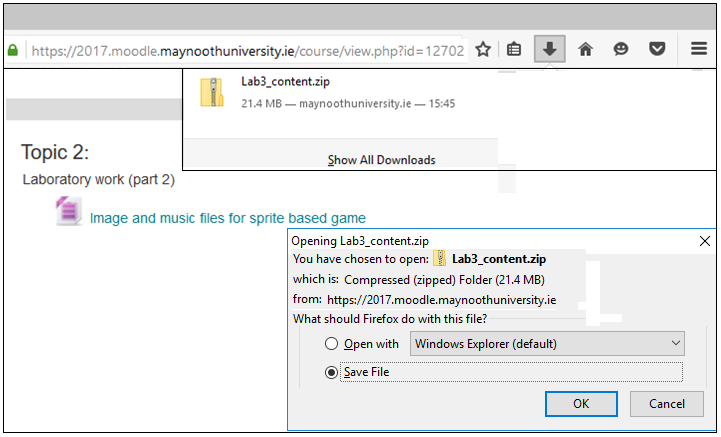 https://2017.moodle.maynoothuniversity.ie/course/view.php?id=12702
Lab3_content.zip
21.4 MB — maynoothuniversity.ie — 15:45
Show All Downloads
Topic 2:
Laboratory work (part 2)
Image and music files for sprite based game
Opening Lab3_content.zip
You have chosen to open: Lab3_content.zip
which is: Compressed (zipped) Folder (21.4 MB)
from: https://2017.moodle.maynoothuniversity.ie
What should Firefox do with this file?
Open with Windows Explorer (default)
Save File
OK Cancel